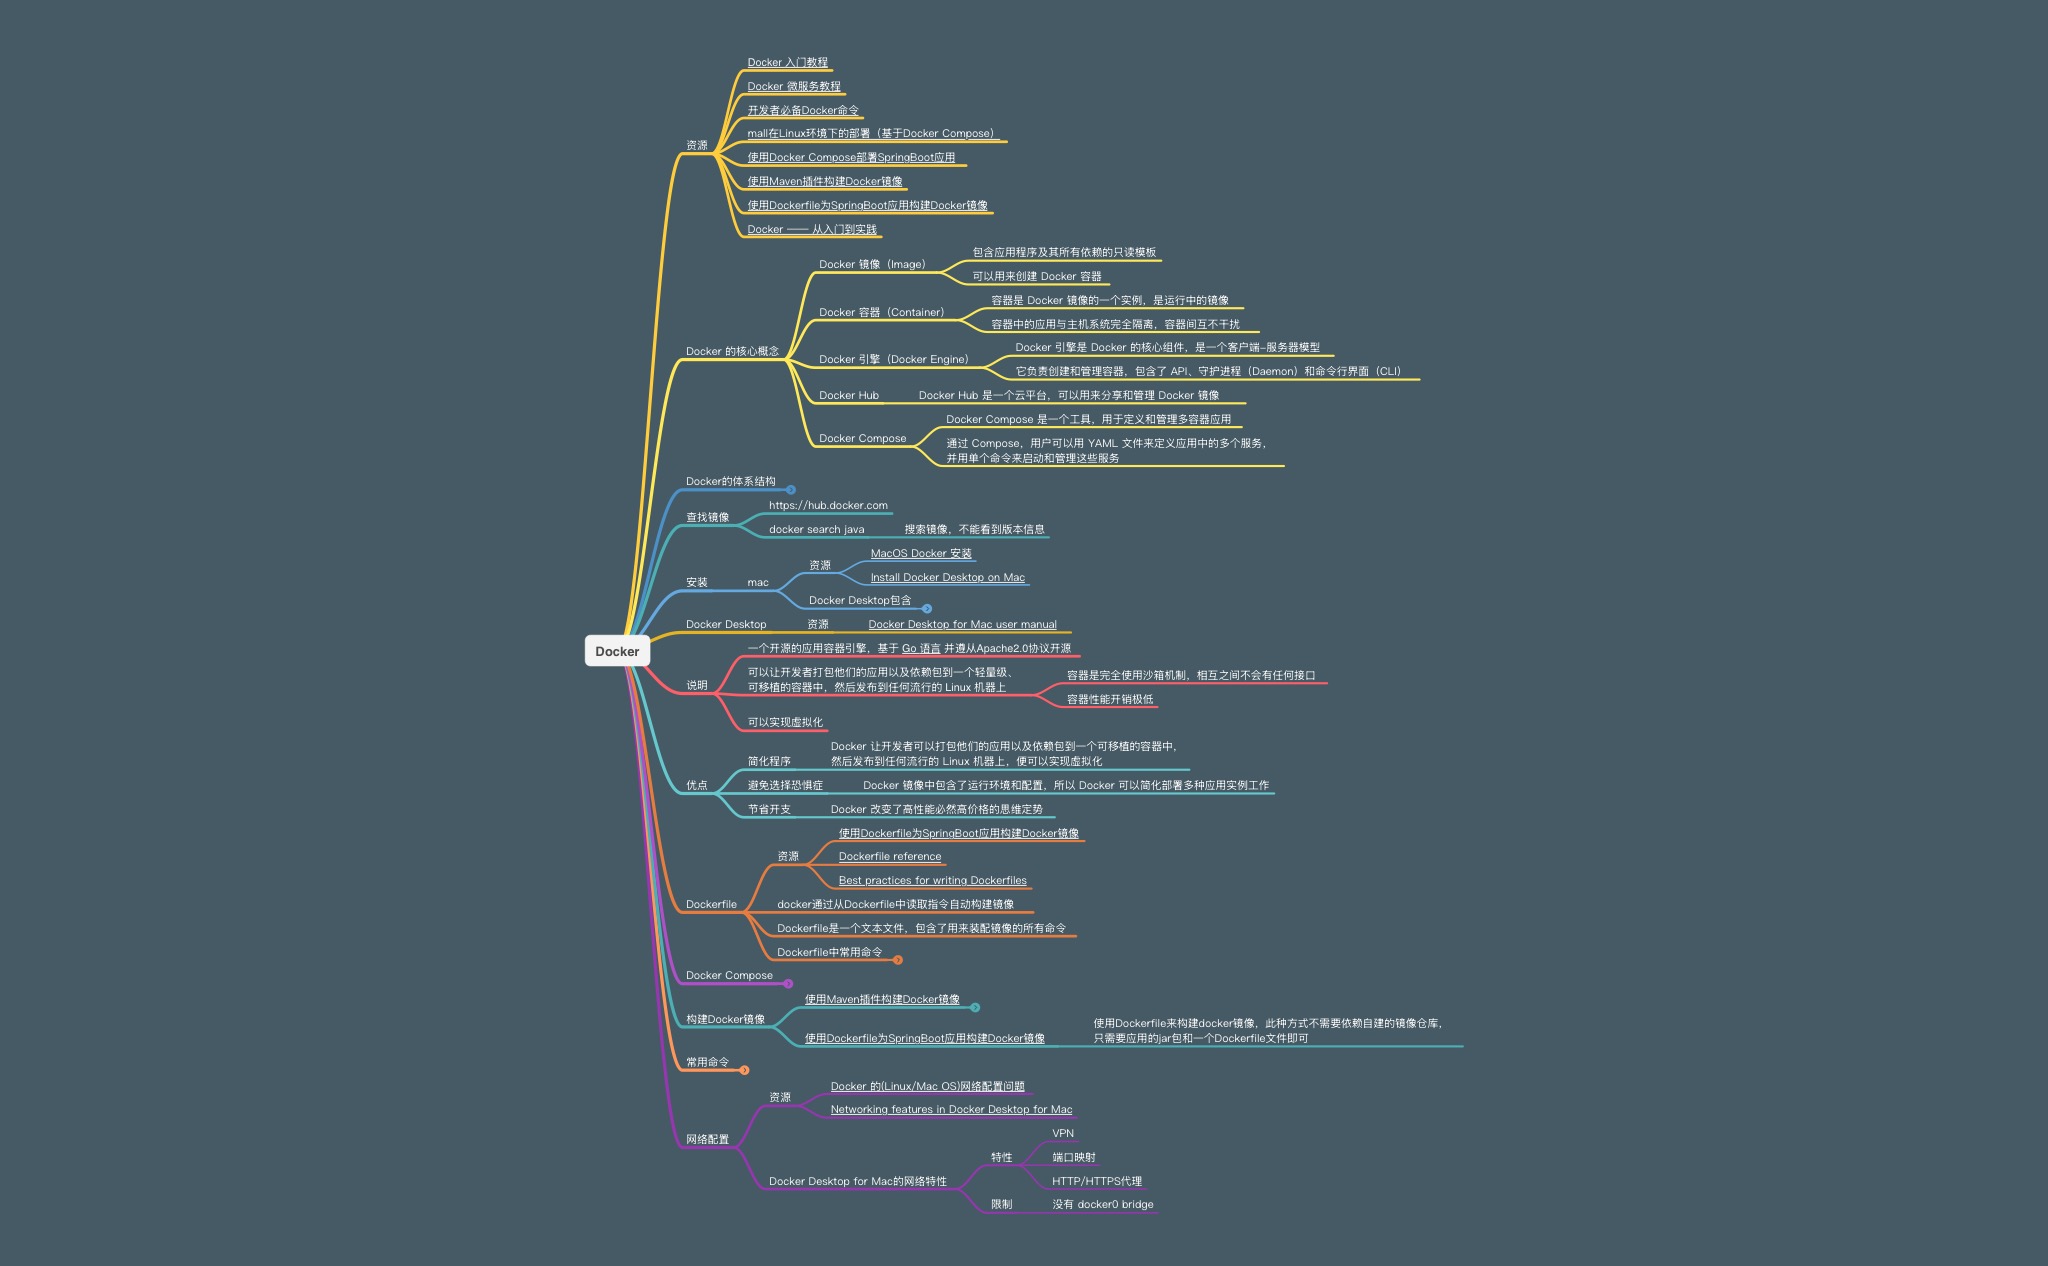 Docker
资源
Docker 入门教程
Docker 微服务教程
开发者必备Docker命令
mall在Linux环境下的部署（基于Docker Compose）
使用Docker Compose部署SpringBoot应用
使用Maven插件构建Docker镜像
使用Dockerfile为SpringBoot应用构建Docker镜像
Docker —— 从入门到实践
Docker 的核心概念
Docker 镜像（Image）
包含应用程序及其所有依赖的只读模板
可以用来创建 Docker 容器
Docker 容器（Container）
容器是 Docker 镜像的一个实例，是运行中的镜像
容器中的应用与主机系统完全隔离，容器间互不干扰
Docker 引擎（Docker Engine）
Docker 引擎是 Docker 的核心组件，是一个客户端-服务器模型
它负责创建和管理容器，包含了 API、守护进程（Daemon）和命令行界面（CLI）
Docker Hub
Docker Hub 是一个云平台，可以用来分享和管理 Docker 镜像
Docker Compose
Docker Compose 是一个工具，用于定义和管理多容器应用
通过 Compose，用户可以用 YAML 文件来定义应用中的多个服务，
并用单个命令来启动和管理这些服务
Docker的体系结构
查找镜像
https://hub.docker.com
docker search java
搜索镜像，不能看到版本信息
安装
mac
资源
MacOS Docker 安装
Install Docker Desktop on Mac
Docker Desktop包含
Docker Desktop
资源
Docker Desktop for Mac user manual
说明
一个开源的应用容器引擎，基于 Go 语言 并遵从Apache2.0协议开源
可以让开发者打包他们的应用以及依赖包到一个轻量级、
可移植的容器中，然后发布到任何流行的 Linux 机器上
容器是完全使用沙箱机制，相互之间不会有任何接口
容器性能开销极低
可以实现虚拟化
优点
简化程序
Docker 让开发者可以打包他们的应用以及依赖包到一个可移植的容器中，
然后发布到任何流行的 Linux 机器上，便可以实现虚拟化
避免选择恐惧症
Docker 镜像中包含了运行环境和配置，所以 Docker 可以简化部署多种应用实例工作
节省开支
Docker 改变了高性能必然高价格的思维定势
Dockerfile
资源
使用Dockerfile为SpringBoot应用构建Docker镜像
Dockerfile reference
Best practices for writing Dockerfiles
docker通过从Dockerfile中读取指令自动构建镜像
Dockerfile是一个文本文件，包含了用来装配镜像的所有命令
Dockerfile中常用命令
Docker Compose
构建Docker镜像
使用Maven插件构建Docker镜像
使用Dockerfile为SpringBoot应用构建Docker镜像
使用Dockerfile来构建docker镜像，此种方式不需要依赖自建的镜像仓库，
只需要应用的jar包和一个Dockerfile文件即可
常用命令
网络配置
资源
Docker 的(Linux/Mac OS)网络配置问题
Networking features in Docker Desktop for Mac
Docker Desktop for Mac的网络特性
特性
VPN
端口映射
HTTP/HTTPS代理
限制
没有 docker0 bridge